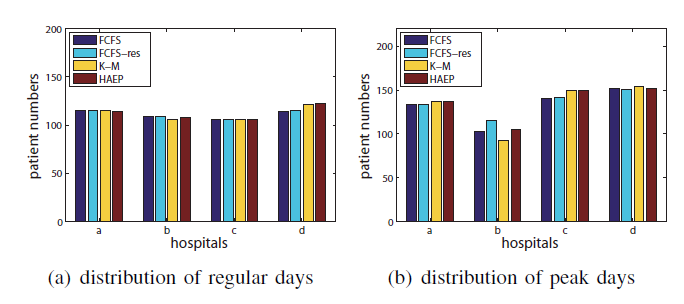 200
150
100
50
0
patient numbers
FCFS
FCFS−res
K−M
HAEP
a b c d
hospitals
(a) distribution of regular days
200
150
100
50
0
patient numbers
FCFS
FCFS−res
K−M
HAEP
a b c d
hospitals
(b) distribution of peak days